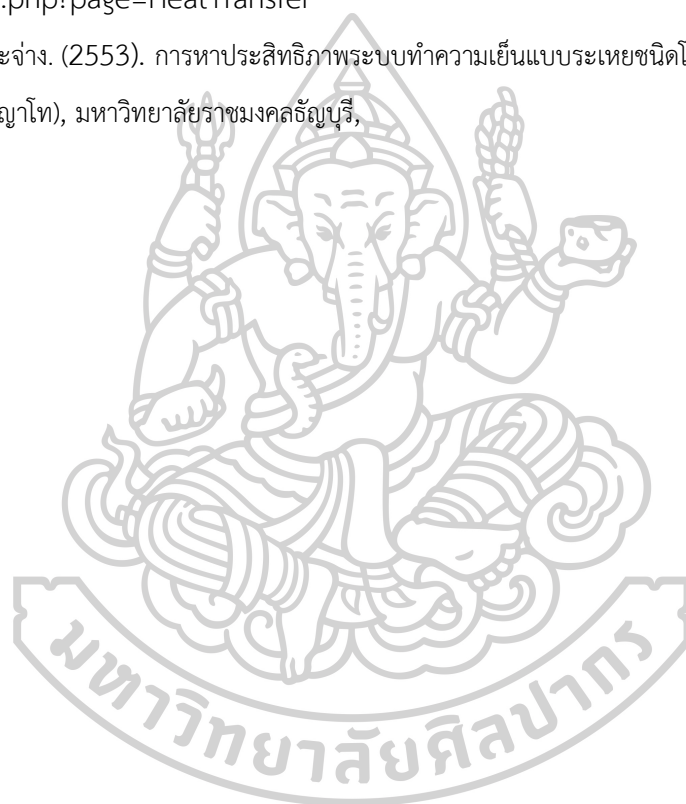 .php?page=HeatTransfer
ะจ่าง. (2553). การหาประสิทธิภาพระบบทำความเย็นแบบระเหยชนิดโ
ญาโท), มหาวิทยาลัยราชมงคลธัญบุรี,
มหาวิทยาลัยศิลปากร